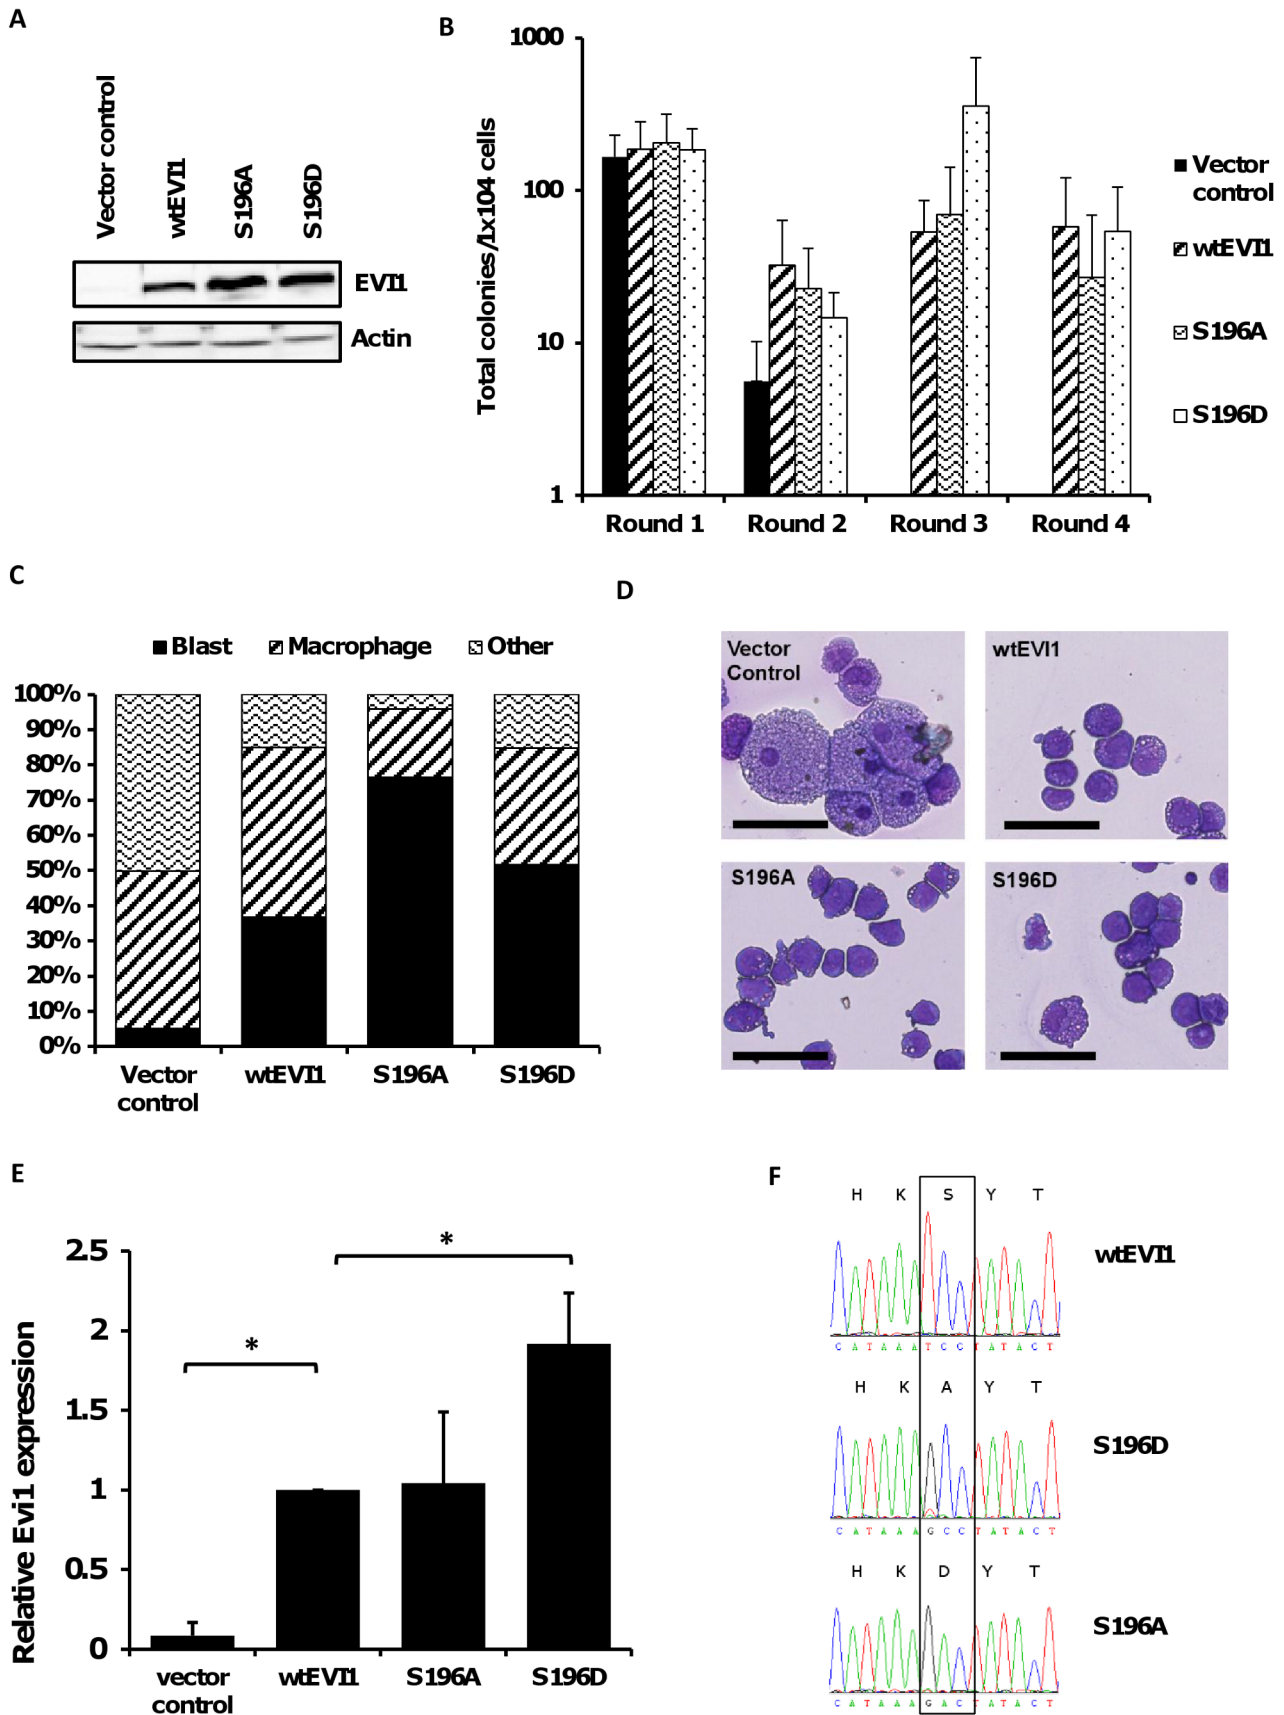 A
Vector control
wtEVI1
S196A
S196D
EVI1
Actin
B
Total colonies/1x104 cells
1000
100
10
1
Round 1 Round 2 Round 3 Round 4
Vector
control
wtEVI1
S196A
S196D
C
Blast Macrophage Other
100%
90%
80%
70%
60%
50%
40%
30%
20%
10%
0%
Vector
control
wtEVI1
S196A
S196D
D
Vector
Control
wtEVI1
S196A
S196D
E
Relative Evi1 expression
2.5
2
1.5
1
0.5
0
*
*
vector
control
wtEVI1
S196A
S196D
F
H K S Y T
wtEVI1
C A T A A A T C C T A T A C T
H K A Y T
S196D
C A T A A A G C C T A T A C T
H K D Y T
S196A
C A T A A A G A C T A T A C T